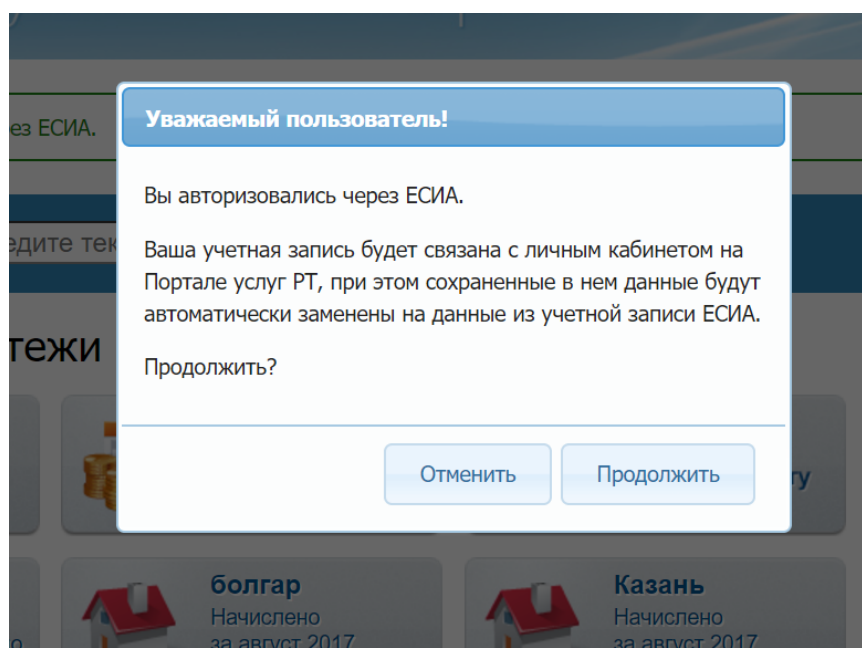 ез ЕСИА.
Уважаемый пользователь!
Вы авторизовались через ЕСИА.
едите тек
Ваша учетная запись будет связана с личным кабинетом на
Портале услуг РТ, при этом сохраненные в нем данные будут
автоматически заменены на данные из учетной записи ЕСИА.
тежи
Продолжить?
Отменить
Продолжить
гу
болгар
Начислено
за август 2017
Казань
Начислено
за август 2017